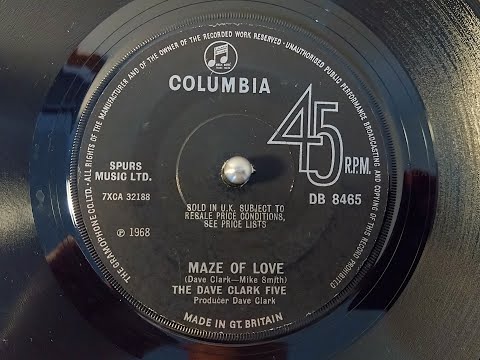 THE GRAMOPHONE CO. LTD. · ALL RIGHTS OF THE MANUFACTURER AND OF THE OWNER OF THE RECORDED WORK RESERVED · UNAUTHORISED PUBLIC PERFORMANCE BROADCASTING AND COPYING OF THIS RECORD PROHIBITED
COLUMBIA
45
R.P.M.
SPURS
MUSIC LTD.
7XCA 32188
DB 8465
SOLD IN U.K. SUBJECT TO
RESALE PRICE CONDITIONS,
SEE PRICE LISTS
℗ 1968
MAZE OF LOVE
(Dave Clark—Mike Smith)
THE DAVE CLARK FIVE
Producer Dave Clark
MADE IN GT. BRITAIN